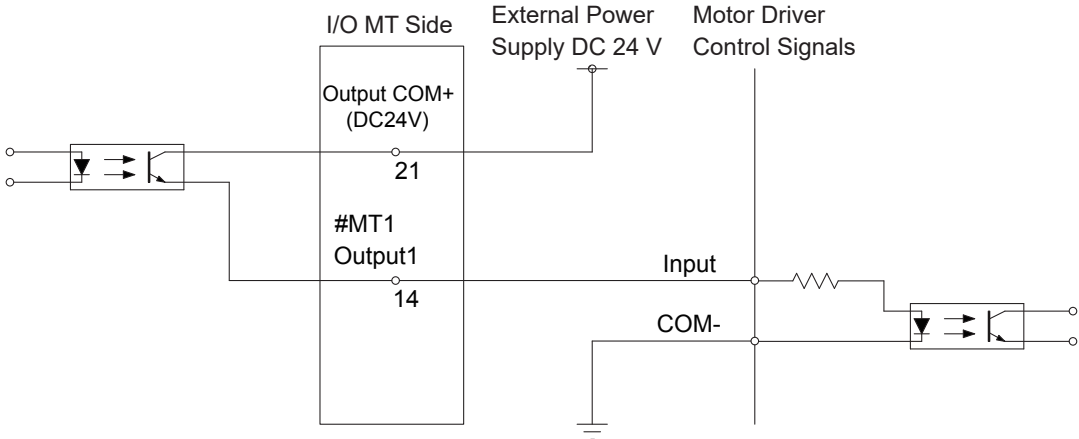 I/O MT Side
External Power
Supply DC 24 V
Motor Driver
Control Signals
Output COM+
(DC24V)
21
#MT1
Output1
14
Input
COM-